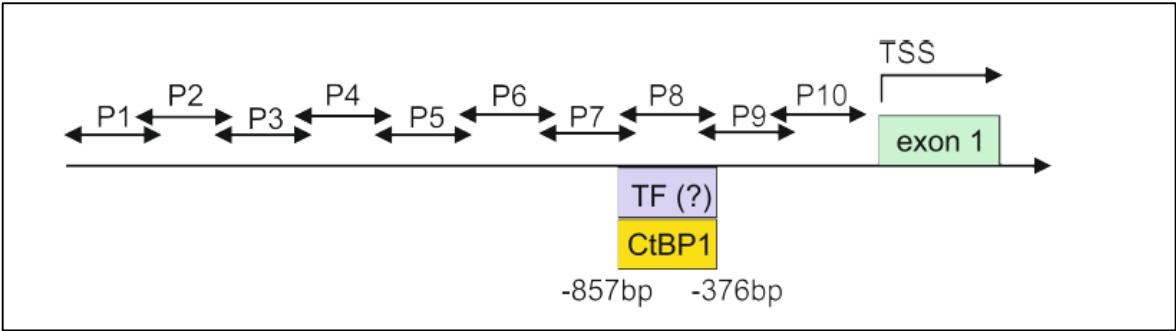 TSS
P1 P2 P3 P4 P5 P6 P7 P8 P9 P10
exon 1
TF (?)
CtBP1
-857bp -376bp